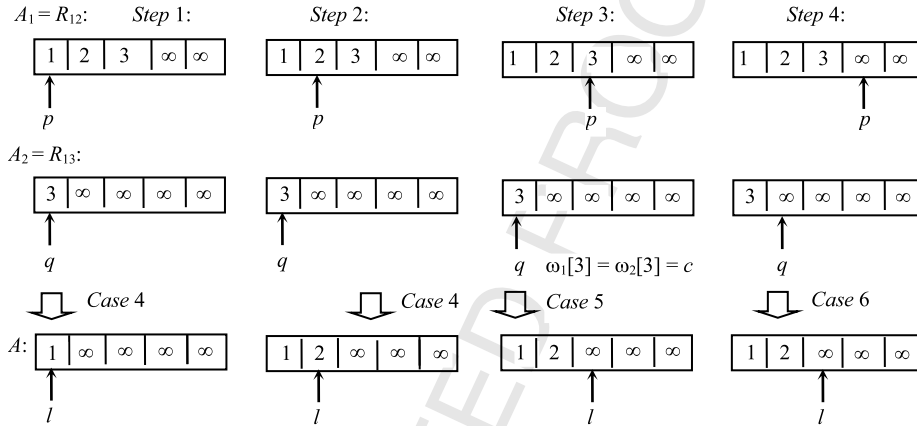 A₁ = R₁₂: Step 1: Step 2: Step 3: Step 4:
1 2 3 ∞ ∞ 1 2 3 ∞ ∞ 1 2 3 ∞ ∞ 1 2 3 ∞ ∞
p p p p
A₂ = R₁₃:
3 ∞ ∞ ∞ ∞ 3 ∞ ∞ ∞ ∞ 3 ∞ ∞ ∞ ∞ 3 ∞ ∞ ∞ ∞
q q q ω₁[3] = ω₂[3] = c q
Case 4 Case 4 Case 5 Case 6
A: 1 ∞ ∞ ∞ ∞ 1 2 ∞ ∞ ∞ 1 2 ∞ ∞ ∞ 1 2 ∞ ∞ ∞
l l l l